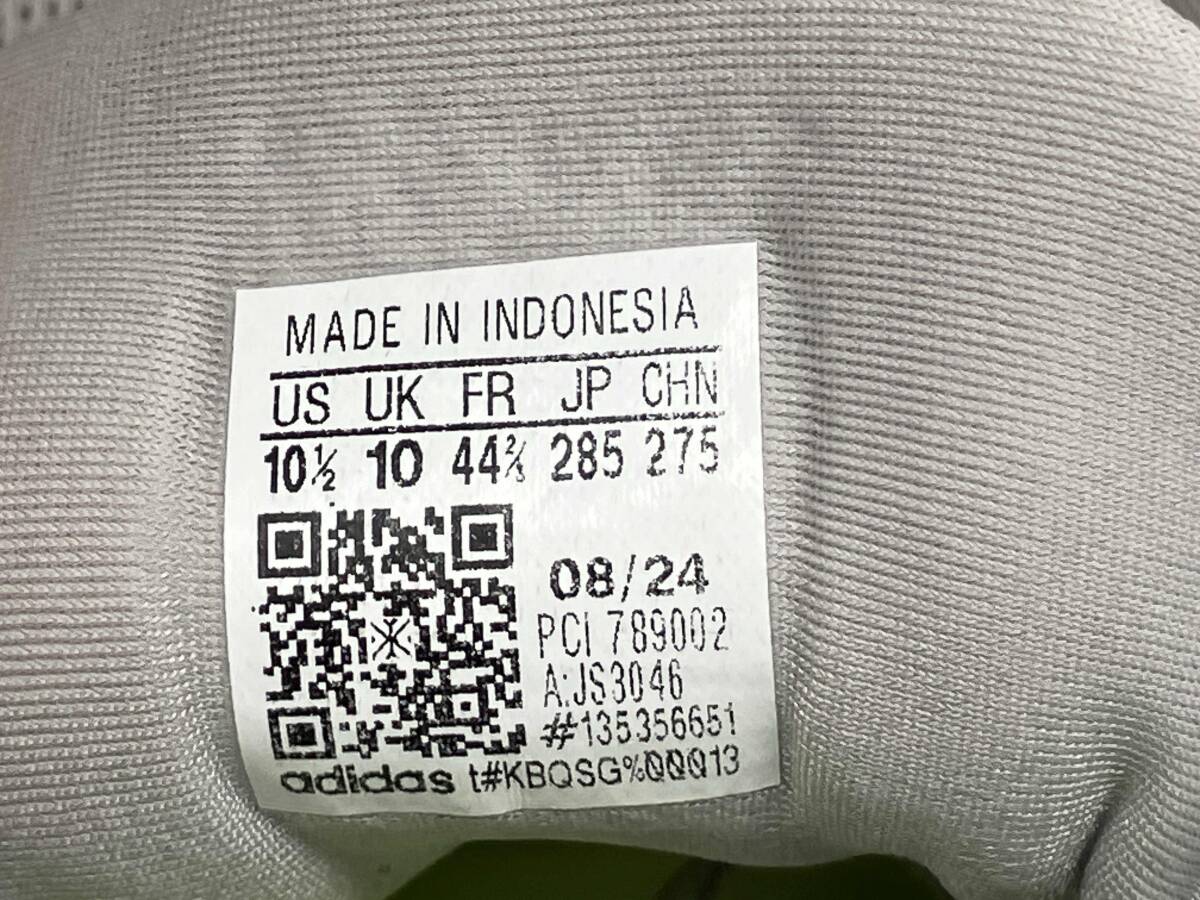 MADE IN INDONESIA
US UK FR JP CHN
10½ 10 44⅔ 285 275
08/24
PCI 789002
A:JS3046
#135356651
adidas t#KBQSG%00013